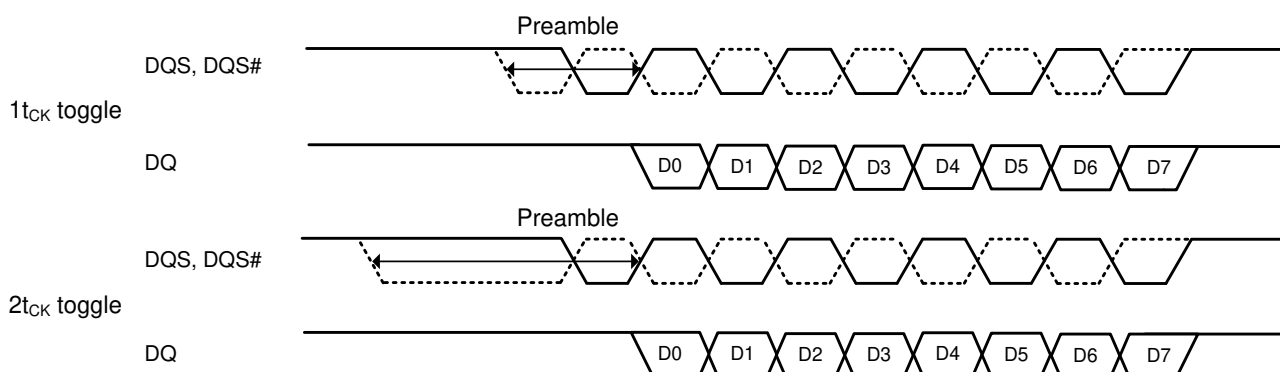 Preamble
DQS, DQS#
1tCK toggle
DQ
D0 D1 D2 D3 D4 D5 D6 D7
Preamble
DQS, DQS#
2tCK toggle
DQ
D0 D1 D2 D3 D4 D5 D6 D7